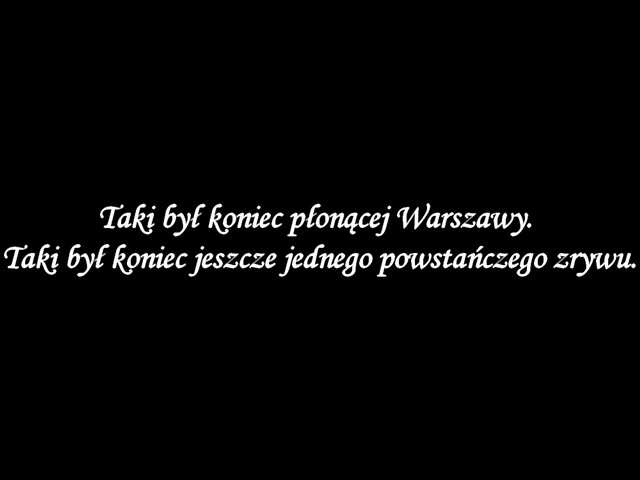 Taki był koniec płonącej Warszawy.
Taki był koniec jeszcze jednego powstańczego zrywu.